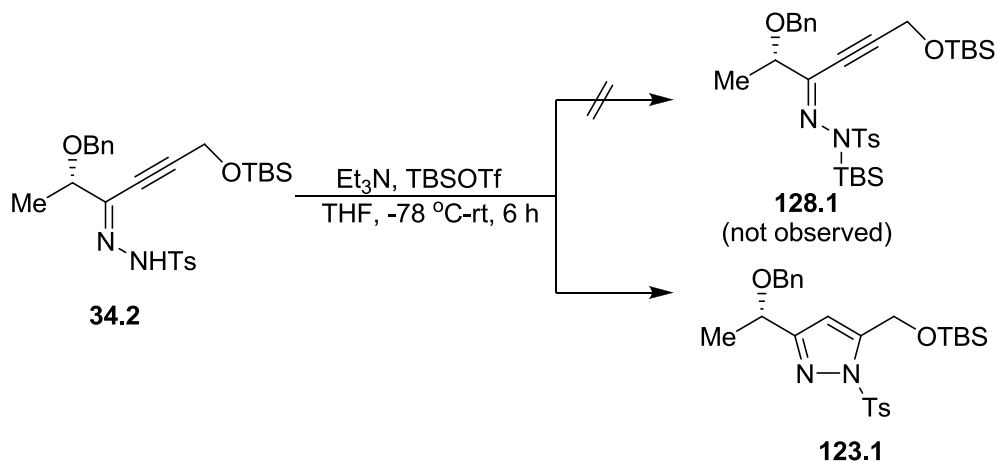 OBn
Me
N
NHTs
OTBS
34.2
Et3N, TBSOTf
THF, -78 °C-rt, 6 h
OBn
Me
OTBS
N
NTs
TBS
128.1
(not observed)
OBn
Me
OTBS
N N
Ts
123.1